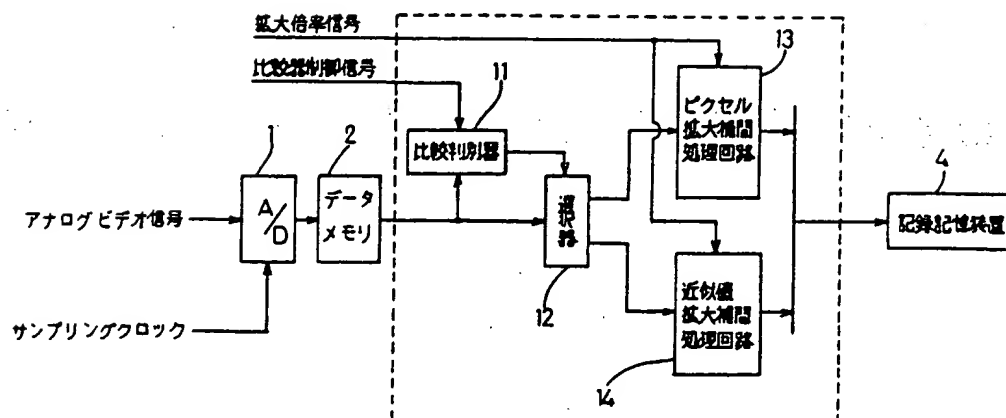 拡大倍率信号
比較器制御信号
11
13
1
2
比較判別器
ピクセル
拡大補間
処理回路
4
アナログビデオ信号
A/D
データ
メモリ
選択器
記録記憶装置
12
近似値
拡大補間
処理回路
サンプリングクロック
14